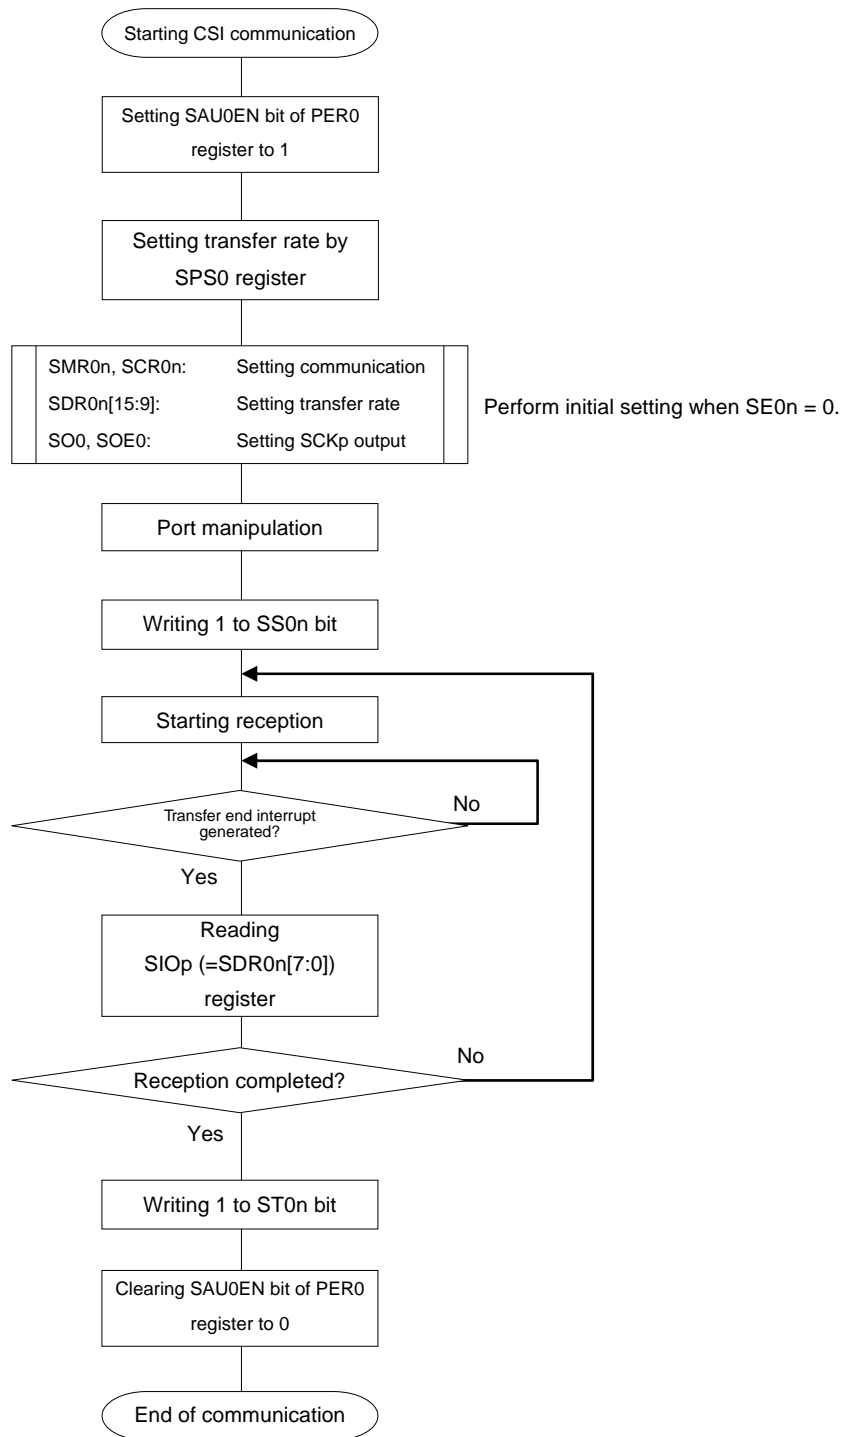 Starting CSI communication
Setting SAU0EN bit of PER0
register to 1
Setting transfer rate by
SPS0 register
SMR0n, SCR0n: Setting communication
SDR0n[15:9]: Setting transfer rate
SO0, SOE0: Setting SCKp output
Perform initial setting when SE0n = 0.
Port manipulation
Writing 1 to SS0n bit
Starting reception
Transfer end interrupt
generated?
No
Yes
Reading
SIOp (=SDR0n[7:0])
register
Reception completed?
No
Yes
Writing 1 to ST0n bit
Clearing SAU0EN bit of PER0
register to 0
End of communication